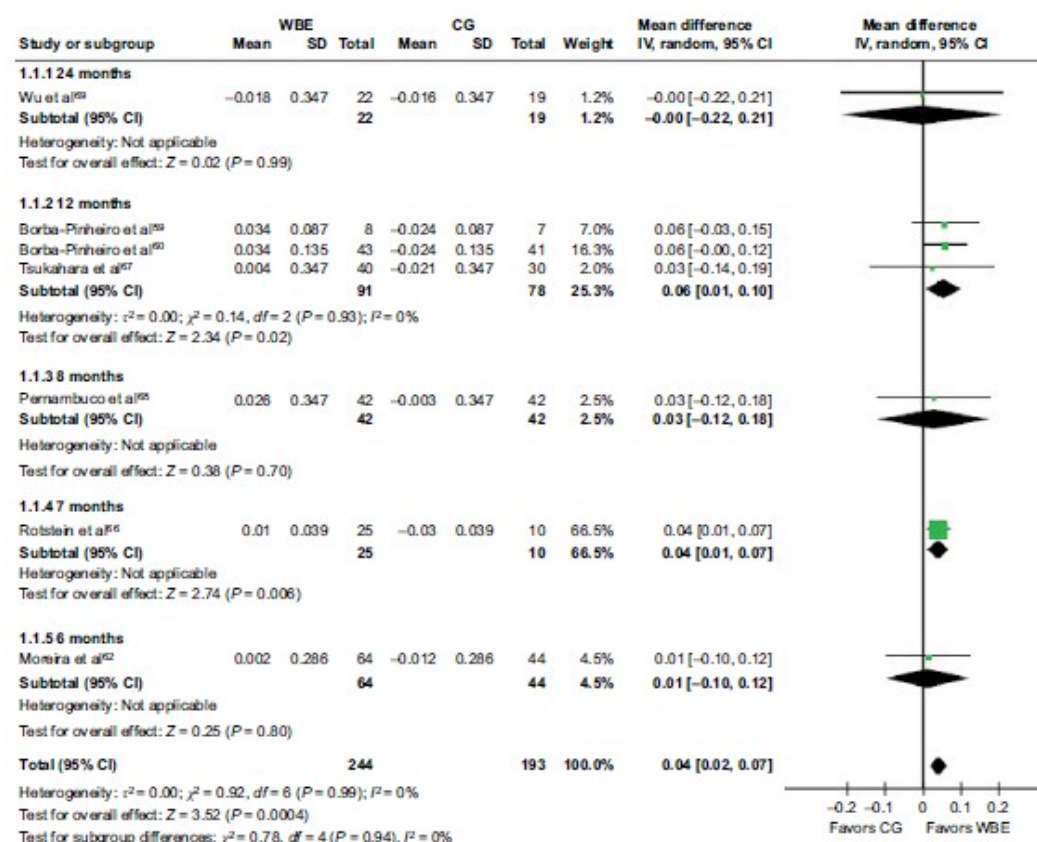 WBE CG Mean difference Mean difference
Study or subgroup Mean SD Total Mean SD Total Weight IV, random, 95% CI IV, random, 95% CI
1.1.1 24 months
Wu et al⁶⁹ −0.018 0.347 22 −0.016 0.347 19 1.2% −0.00 [−0.22, 0.21]
Subtotal (95% CI) 22 19 1.2% −0.00 [−0.22, 0.21]
Heterogeneity: Not applicable
Test for overall effect: Z = 0.02 (P = 0.99)
1.1.2 12 months
Borba-Pinheiro et al⁵⁹ 0.034 0.087 8 −0.024 0.087 7 7.0% 0.06 [−0.03, 0.15]
Borba-Pinheiro et al⁶⁰ 0.034 0.135 43 −0.024 0.135 41 16.3% 0.06 [−0.00, 0.12]
Tsukahara et al⁶⁷ 0.004 0.347 40 −0.021 0.347 30 2.0% 0.03 [−0.14, 0.19]
Subtotal (95% CI) 91 78 25.3% 0.06 [0.01, 0.10]
Heterogeneity: τ² = 0.00; χ² = 0.14, df = 2 (P = 0.93); I² = 0%
Test for overall effect: Z = 2.34 (P = 0.02)
1.1.3 8 months
Pernambuco et al⁶⁵ 0.026 0.347 42 −0.003 0.347 42 2.5% 0.03 [−0.12, 0.18]
Subtotal (95% CI) 42 42 2.5% 0.03 [−0.12, 0.18]
Heterogeneity: Not applicable
Test for overall effect: Z = 0.38 (P = 0.70)
1.1.4 7 months
Rotstein et al⁶⁶ 0.01 0.039 25 −0.03 0.039 10 66.5% 0.04 [0.01, 0.07]
Subtotal (95% CI) 25 10 66.5% 0.04 [0.01, 0.07]
Heterogeneity: Not applicable
Test for overall effect: Z = 2.74 (P = 0.006)
1.1.5 6 months
Moreira et al⁶² 0.002 0.286 64 −0.012 0.286 44 4.5% 0.01 [−0.10, 0.12]
Subtotal (95% CI) 64 44 4.5% 0.01 [−0.10, 0.12]
Heterogeneity: Not applicable
Test for overall effect: Z = 0.25 (P = 0.80)
Total (95% CI) 244 193 100.0% 0.04 [0.02, 0.07]
Heterogeneity: τ² = 0.00; χ² = 0.92, df = 6 (P = 0.99); I² = 0%
Test for overall effect: Z = 3.52 (P = 0.0004)
Test for subgroup differences: χ² = 0.78, df = 4 (P = 0.94), I² = 0%
−0.2 −0.1 0 0.1 0.2
Favors CG Favors WBE